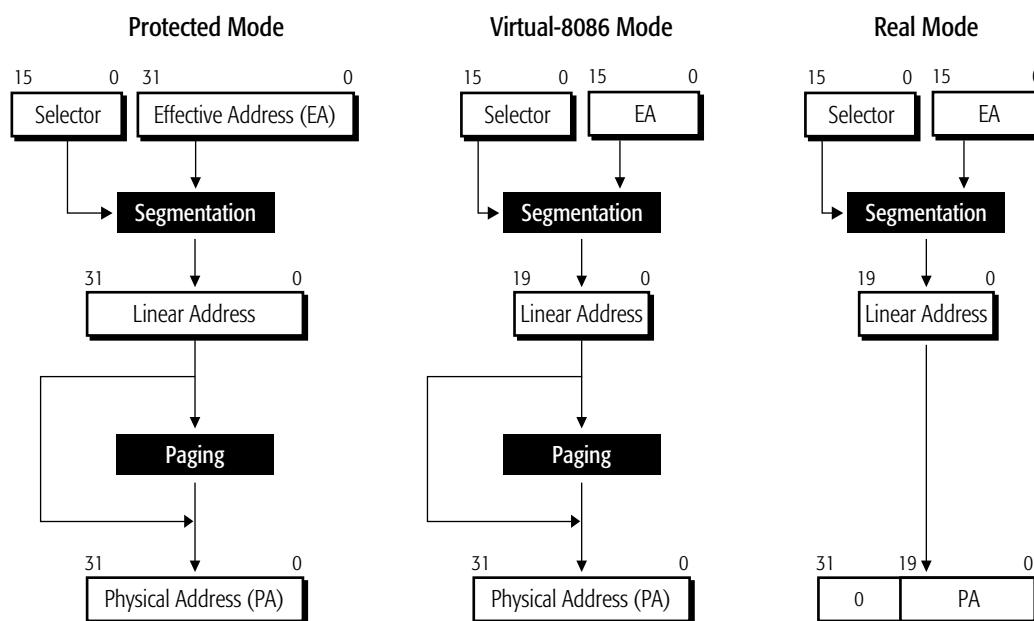 Protected Mode
Virtual-8086 Mode
Real Mode
15 0 31 0
15 0 15 0
15 0 15 0
Selector
Effective Address (EA)
Selector
EA
Selector
EA
Segmentation
Segmentation
Segmentation
31 0
19 0
19 0
Linear Address
Linear Address
Linear Address
Paging
Paging
31 0
31 0
31 19 0
Physical Address (PA)
Physical Address (PA)
0
PA